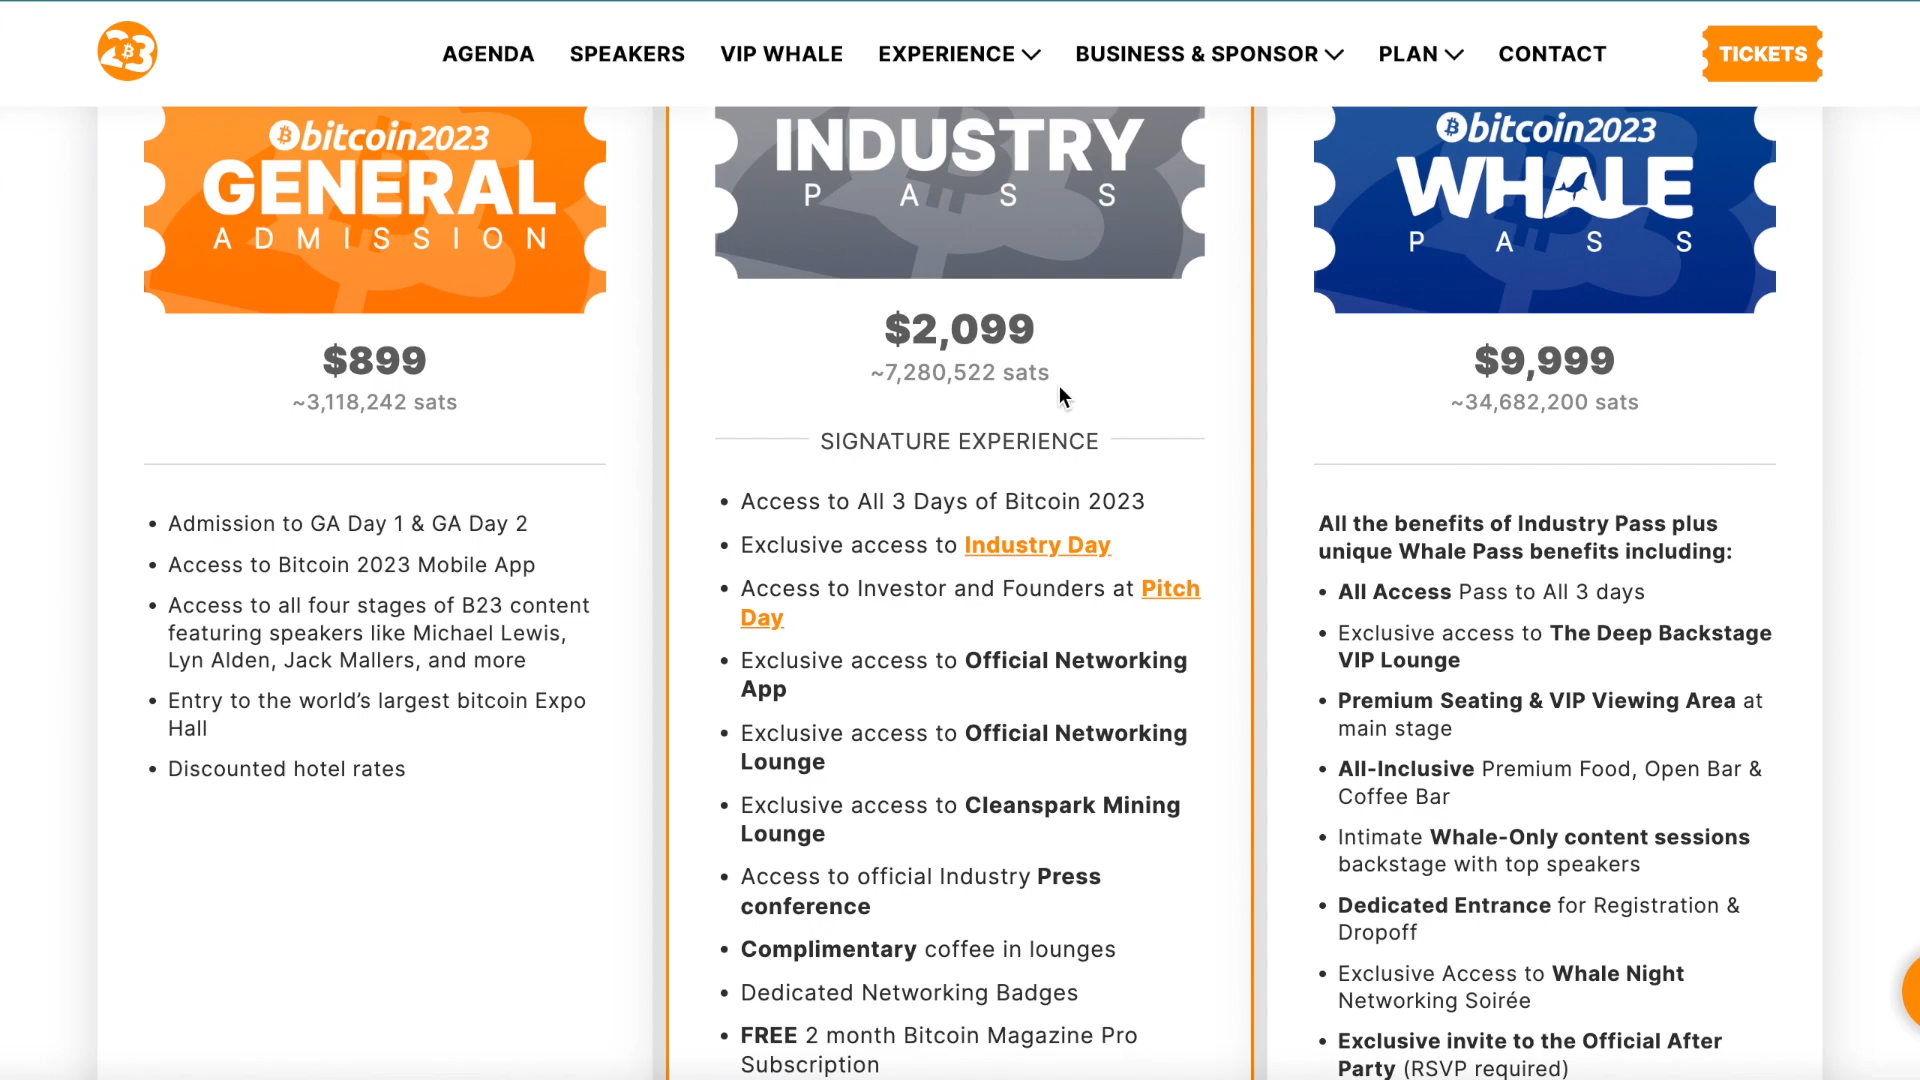 23
AGENDA
SPEAKERS
VIP WHALE
EXPERIENCE
BUSINESS & SPONSOR
PLAN
CONTACT
TICKETS
bitcoin2023
GENERAL
ADMISSION
$899
~3,118,242 sats
• Admission to GA Day 1 & GA Day 2
• Access to Bitcoin 2023 Mobile App
• Access to all four stages of B23 content
featuring speakers like Michael Lewis,
Lyn Alden, Jack Mallers, and more
• Entry to the world’s largest bitcoin Expo
Hall
• Discounted hotel rates
INDUSTRY
PASS
$2,099
~7,280,522 sats
SIGNATURE EXPERIENCE
• Access to All 3 Days of Bitcoin 2023
• Exclusive access to Industry Day
• Access to Investor and Founders at Pitch
Day
• Exclusive access to Official Networking
App
• Exclusive access to Official Networking
Lounge
• Exclusive access to Cleanspark Mining
Lounge
• Access to official Industry Press
conference
• Complimentary coffee in lounges
• Dedicated Networking Badges
• FREE 2 month Bitcoin Magazine Pro
Subscription
bitcoin2023
WHALE
PASS
$9,999
~34,682,200 sats
All the benefits of Industry Pass plus
unique Whale Pass benefits including:
• All Access Pass to All 3 days
• Exclusive access to The Deep Backstage
VIP Lounge
• Premium Seating & VIP Viewing Area at
main stage
• All-Inclusive Premium Food, Open Bar &
Coffee Bar
• Intimate Whale-Only content sessions
backstage with top speakers
• Dedicated Entrance for Registration &
Dropoff
• Exclusive Access to Whale Night
Networking Soirée
• Exclusive invite to the Official After
Party (RSVP required)